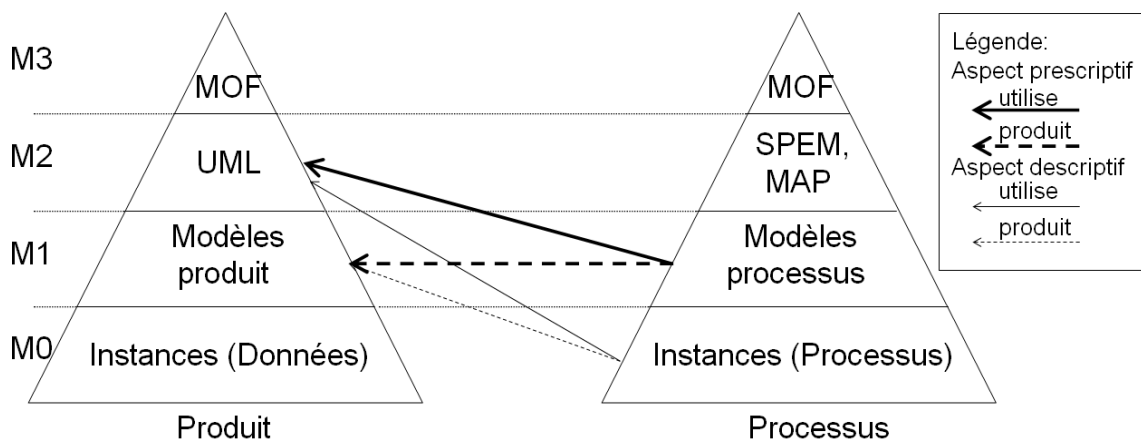 M3
MOF
MOF
M2
UML
SPEM,
MAP
M1
Modèles
produit
Modèles
processus
M0
Instances (Données)
Instances (Processus)
Produit
Processus
Légende:
Aspect prescriptif
utilise
produit
Aspect descriptif
utilise
produit